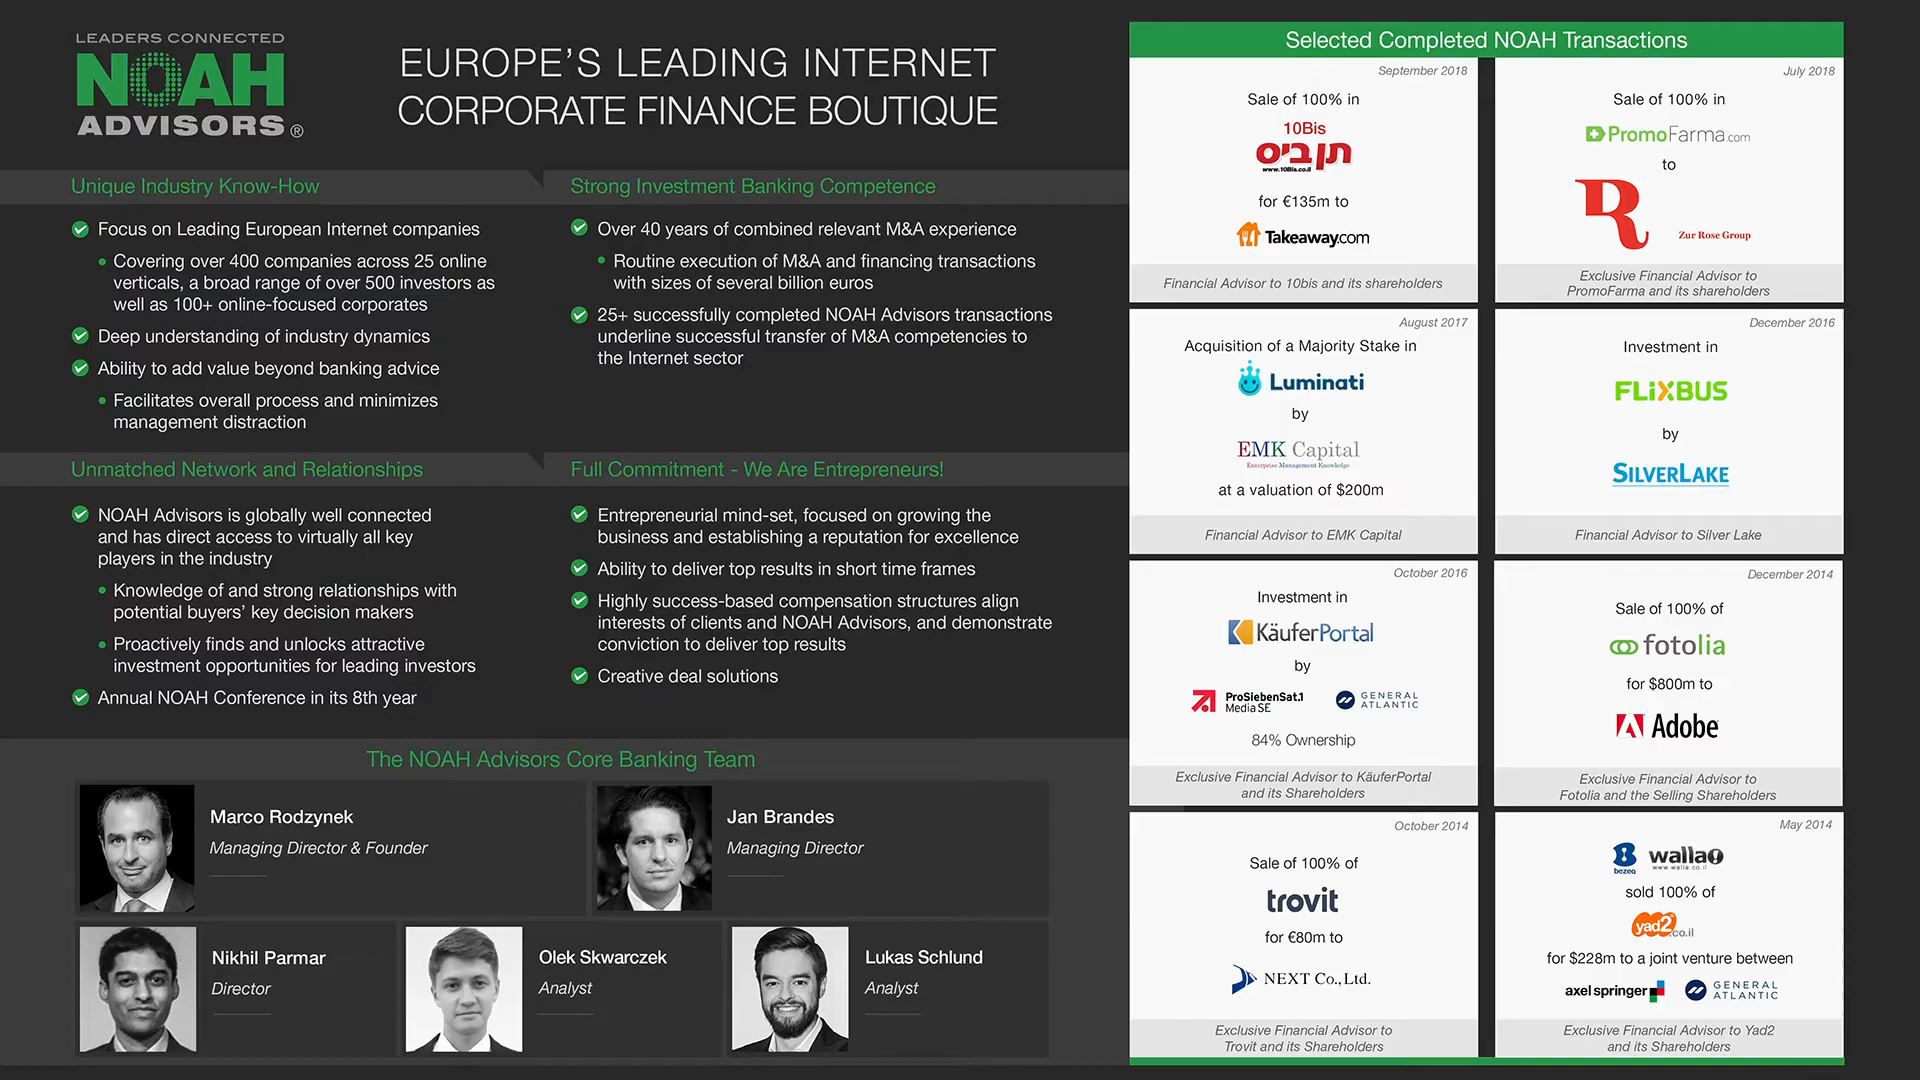 LEADERS CONNECTED
NOAH
ADVISORS®
EUROPE’S LEADING INTERNET
CORPORATE FINANCE BOUTIQUE
Unique Industry Know-How
Focus on Leading European Internet companies
Covering over 400 companies across 25 online
verticals, a broad range of over 500 investors as
well as 100+ online-focused corporates
Deep understanding of industry dynamics
Ability to add value beyond banking advice
Facilitates overall process and minimizes
management distraction
Strong Investment Banking Competence
Over 40 years of combined relevant M&A experience
Routine execution of M&A and financing transactions
with sizes of several billion euros
25+ successfully completed NOAH Advisors transactions
underline successful transfer of M&A competencies to
the Internet sector
Unmatched Network and Relationships
NOAH Advisors is globally well connected
and has direct access to virtually all key
players in the industry
Knowledge of and strong relationships with
potential buyers’ key decision makers
Proactively finds and unlocks attractive
investment opportunities for leading investors
Annual NOAH Conference in its 8th year
Full Commitment - We Are Entrepreneurs!
Entrepreneurial mind-set, focused on growing the
business and establishing a reputation for excellence
Ability to deliver top results in short time frames
Highly success-based compensation structures align
interests of clients and NOAH Advisors, and demonstrate
conviction to deliver top results
Creative deal solutions
The NOAH Advisors Core Banking Team
Marco Rodzynek
Managing Director & Founder
Jan Brandes
Managing Director
Nikhil Parmar
Director
Olek Skwarczek
Analyst
Lukas Schlund
Analyst
Selected Completed NOAH Transactions
September 2018
Sale of 100% in
10Bis
תן ביס
www.10Bis.co.il
for €135m to
Takeaway.com
Financial Advisor to 10bis and its shareholders
July 2018
Sale of 100% in
PromoFarma.com
to
R
Zur Rose Group
Exclusive Financial Advisor to
PromoFarma and its shareholders
August 2017
Acquisition of a Majority Stake in
Luminati
by
EMK Capital
Enterprise Management Knowledge
at a valuation of $200m
Financial Advisor to EMK Capital
December 2016
Investment in
FLiXBUS
by
SILVERLAKE
Financial Advisor to Silver Lake
October 2016
Investment in
KäuferPortal
by
ProSiebenSat.1
Media SE
GENERAL
ATLANTIC
84% Ownership
Exclusive Financial Advisor to KäuferPortal
and its Shareholders
December 2014
Sale of 100% of
fotolia
for $800m to
Adobe
Exclusive Financial Advisor to
Fotolia and the Selling Shareholders
October 2014
Sale of 100% of
trovit
for €80m to
NEXT Co., Ltd.
Exclusive Financial Advisor to
Trovit and its Shareholders
May 2014
bezeq
walla!
www.walla.co.il
sold 100% of
yad2.co.il
for $228m to a joint venture between
axel springer
GENERAL
ATLANTIC
Exclusive Financial Advisor to Yad2
and its Shareholders